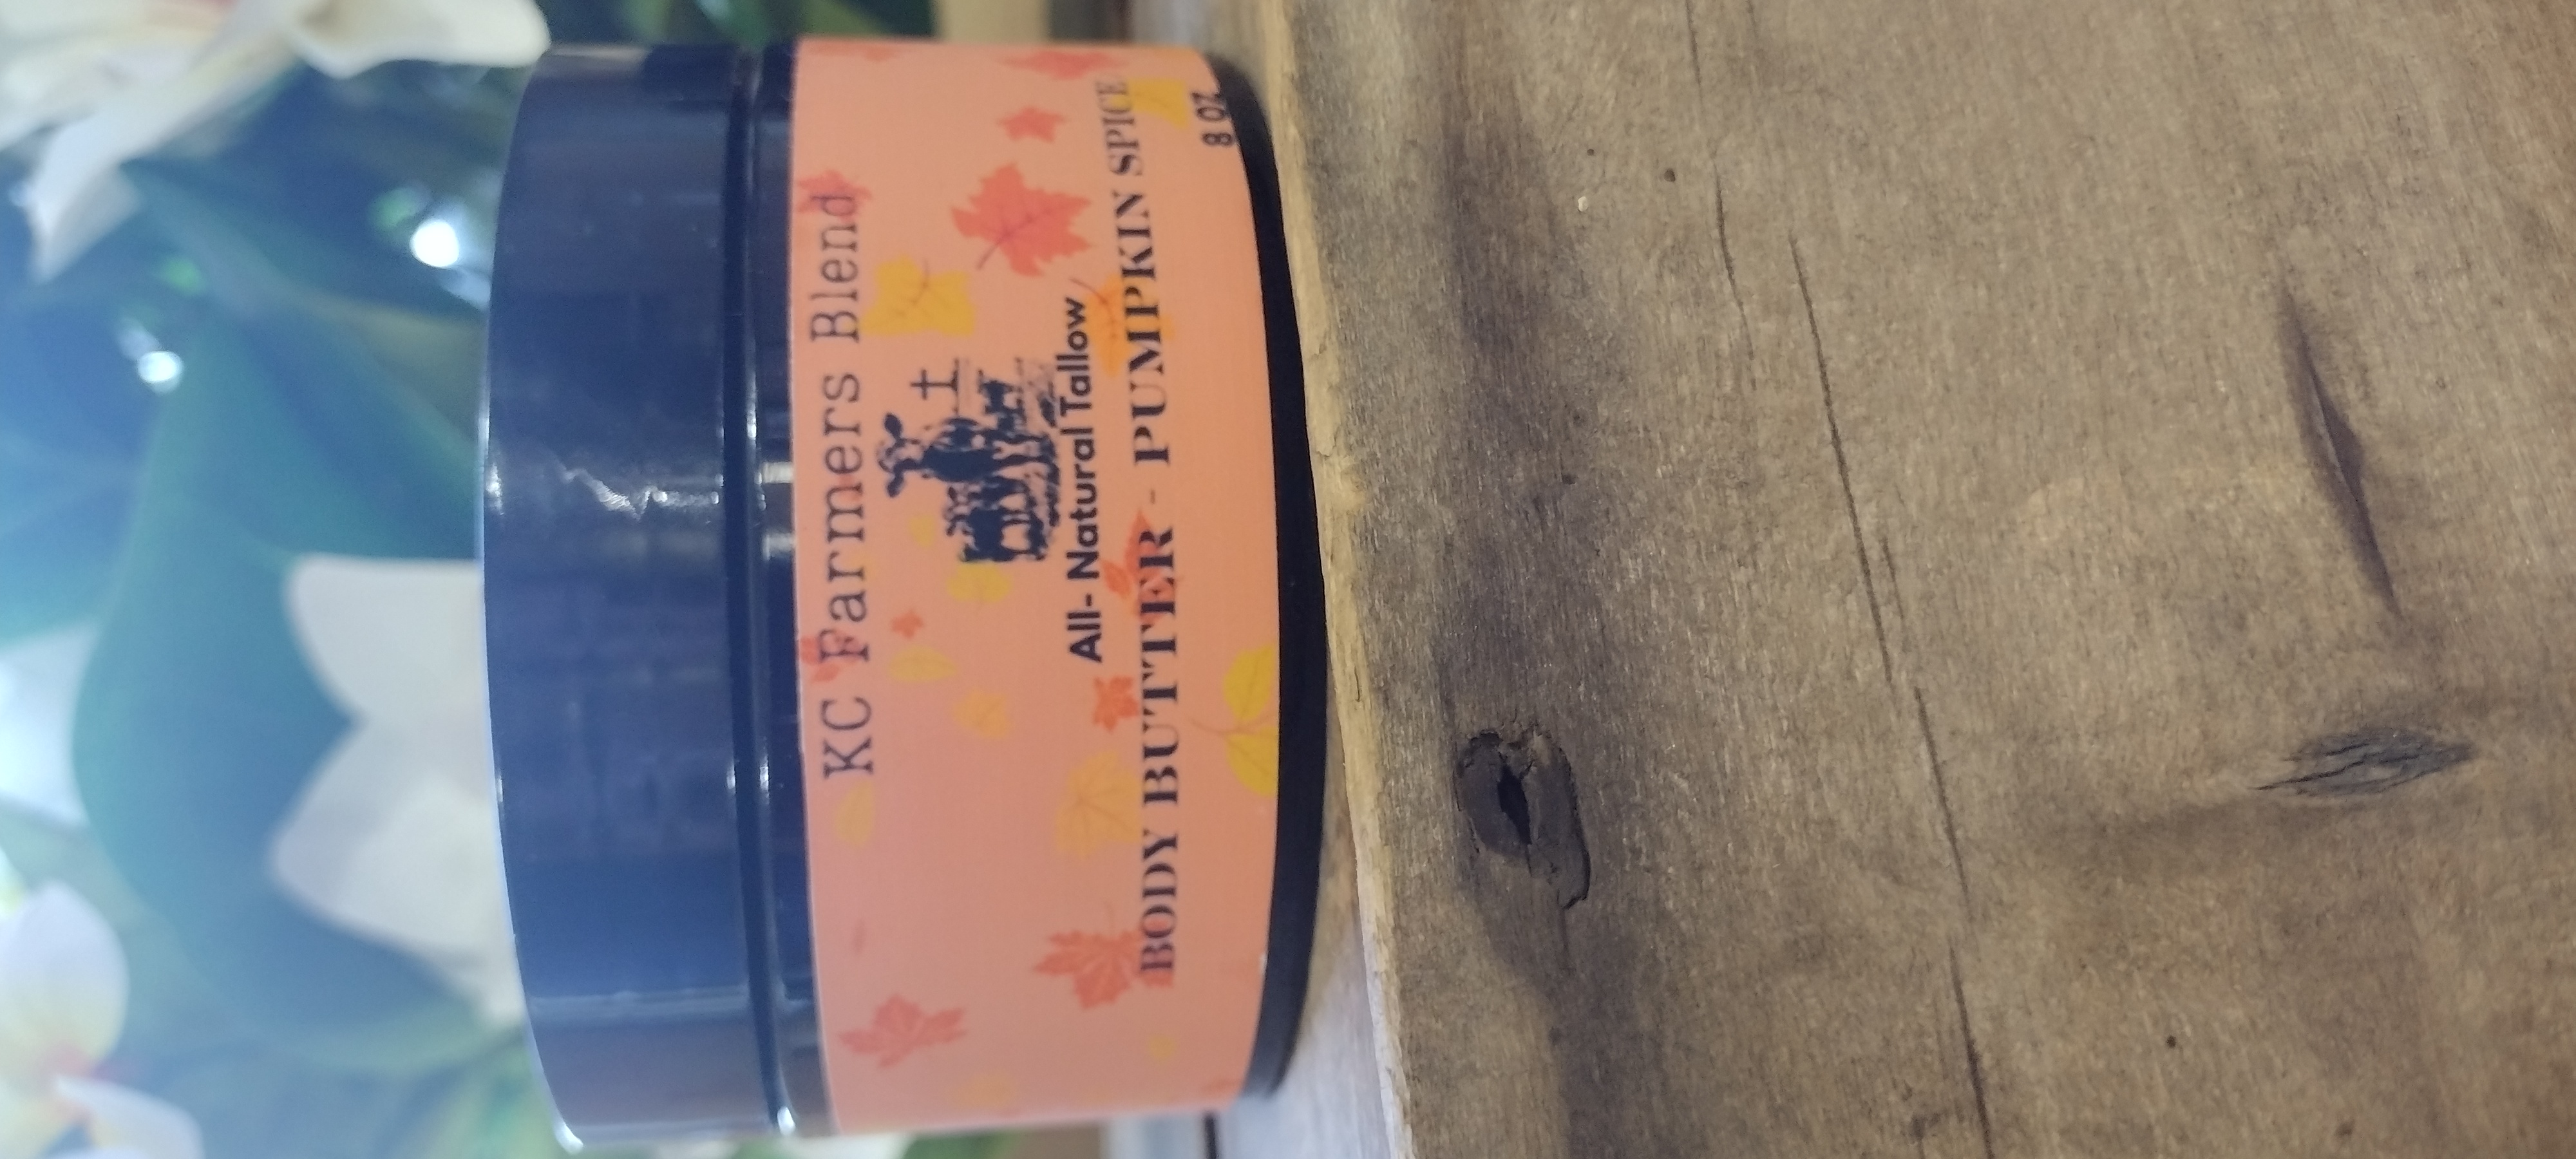 KC Farmers Blend
All- Natural Tallow
BODY BUTTER - PUMPKIN SPICE
8 OZ